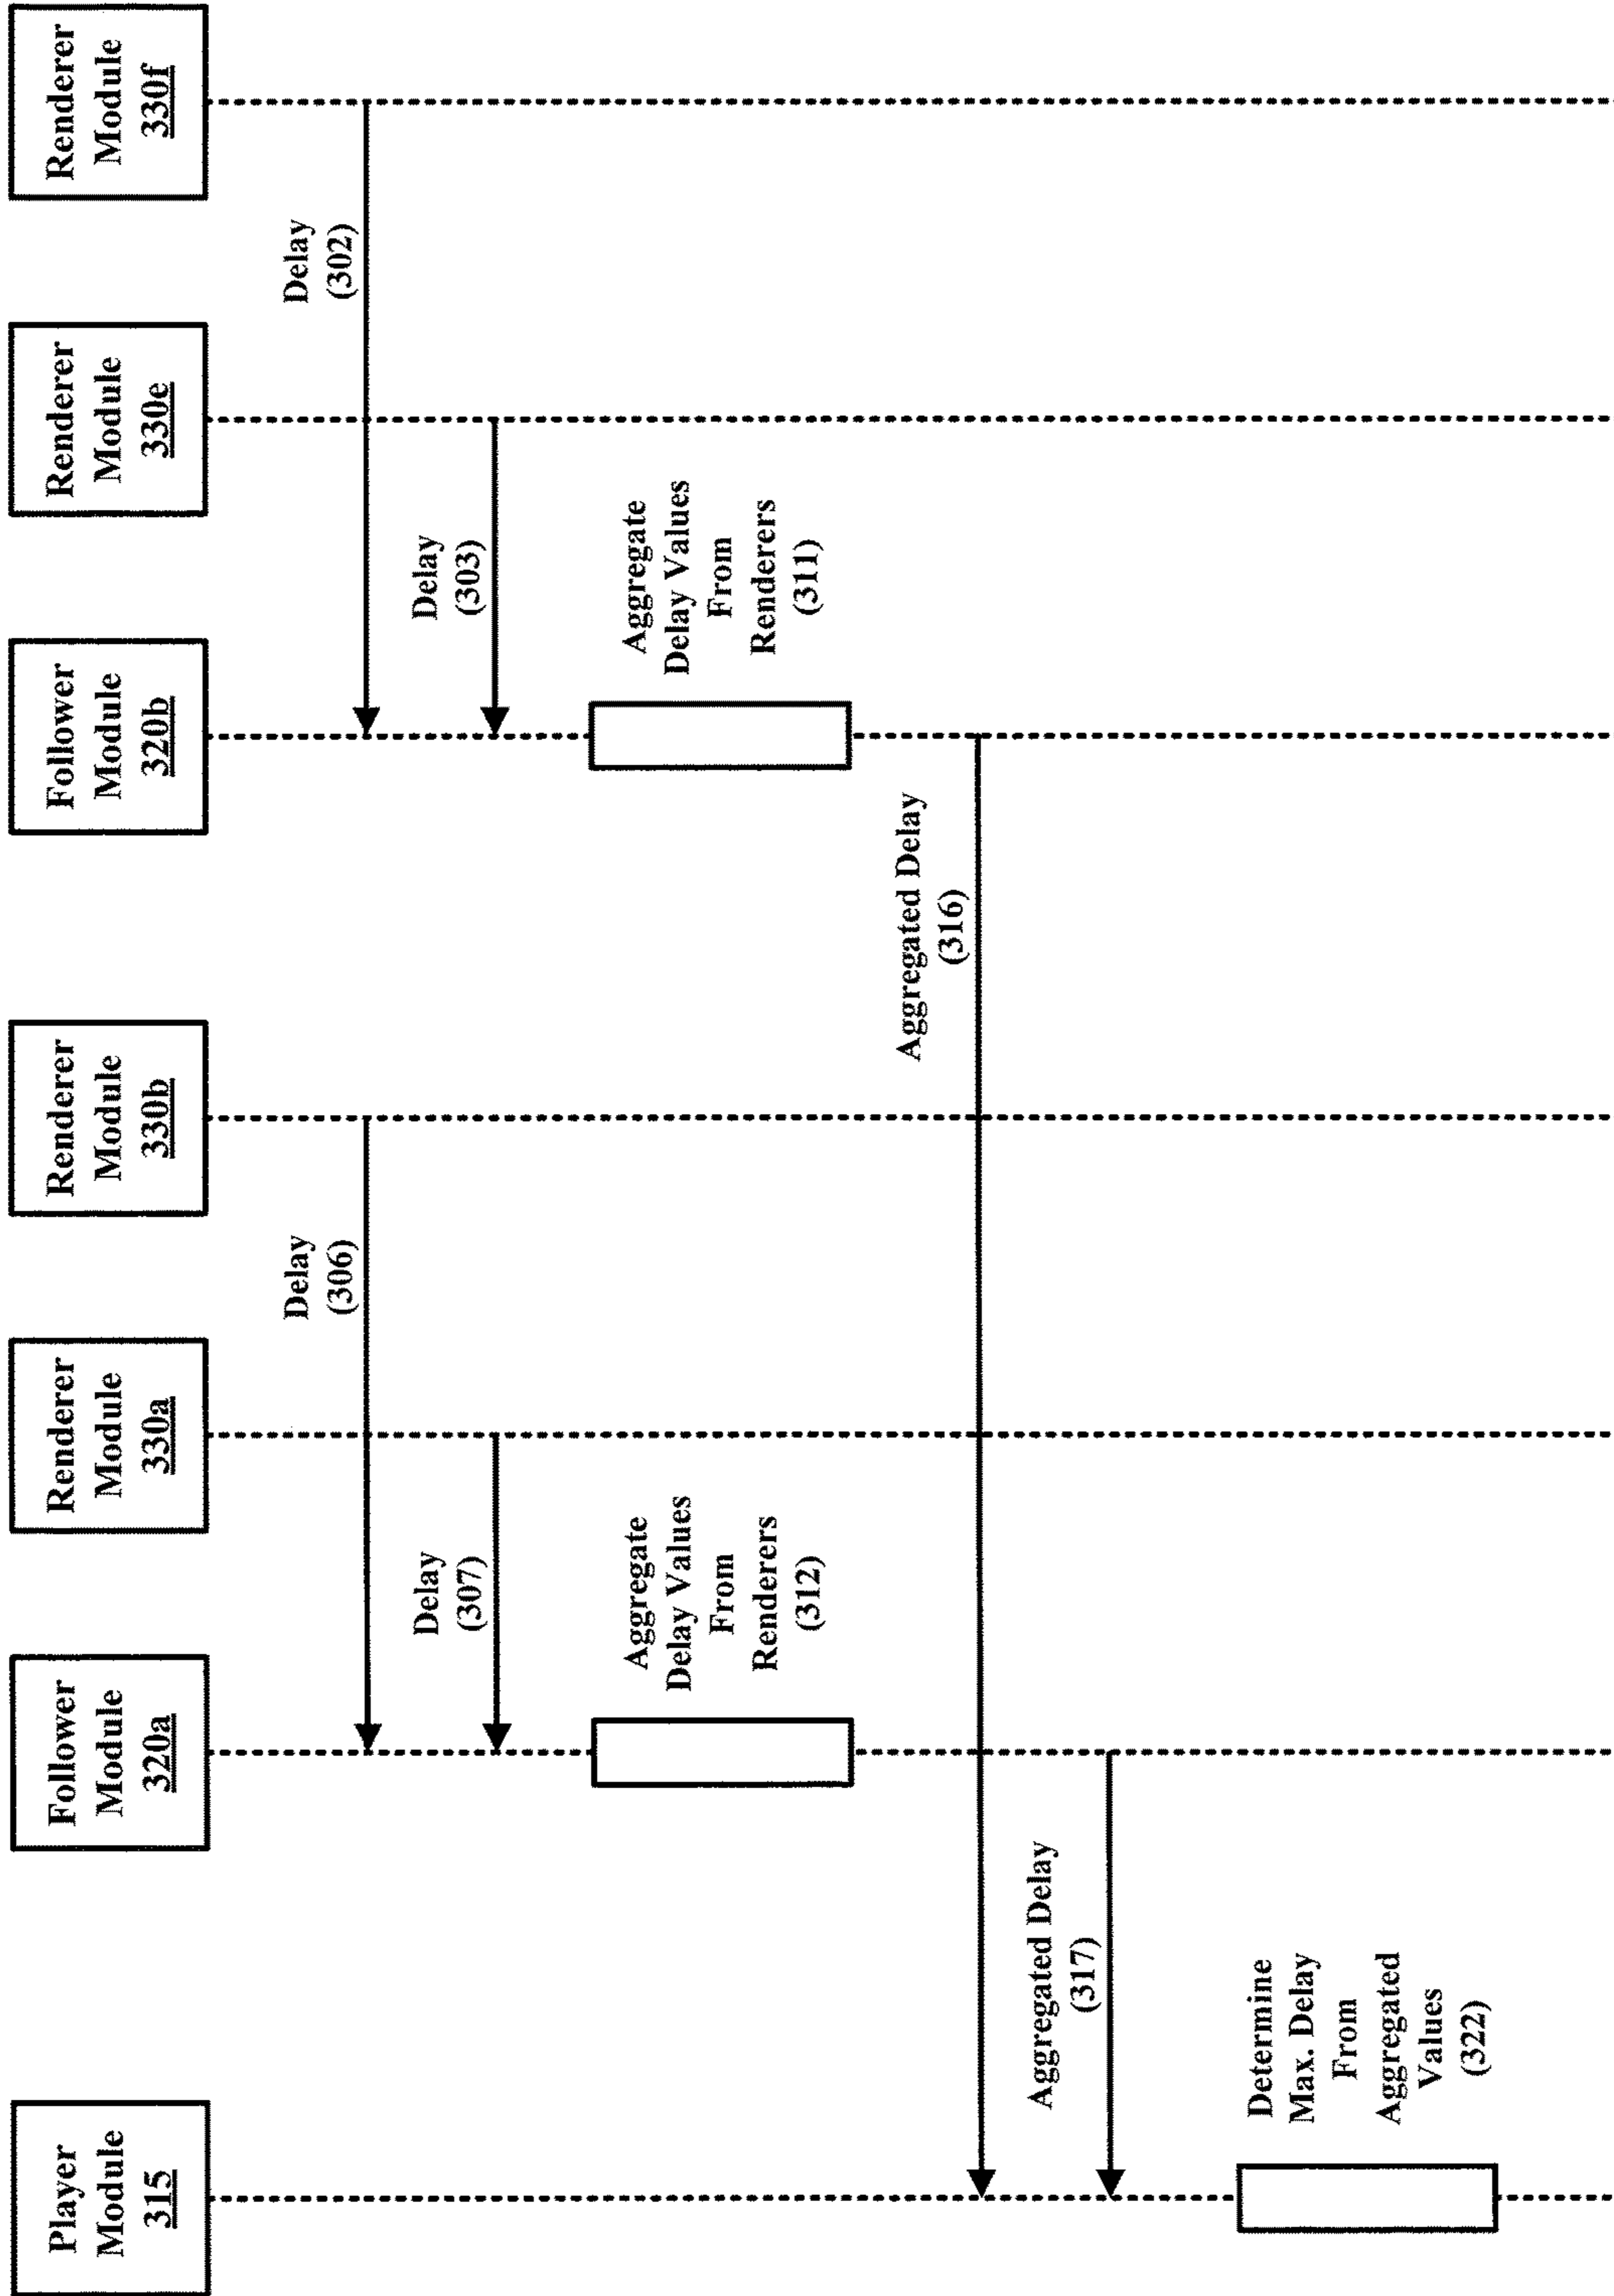 Player
Module
315
Follower
Module
320a
Renderer
Module
330a
Renderer
Module
330b
Follower
Module
320b
Renderer
Module
330e
Renderer
Module
330f
Delay
(306)
Delay
(302)
Delay
(307)
Delay
(303)
Aggregate
Delay Values
From
Renderers
(312)
Aggregate
Delay Values
From
Renderers
(311)
Aggregated Delay
(316)
Aggregated Delay
(317)
Determine
Max. Delay
From
Aggregated
Values
(322)